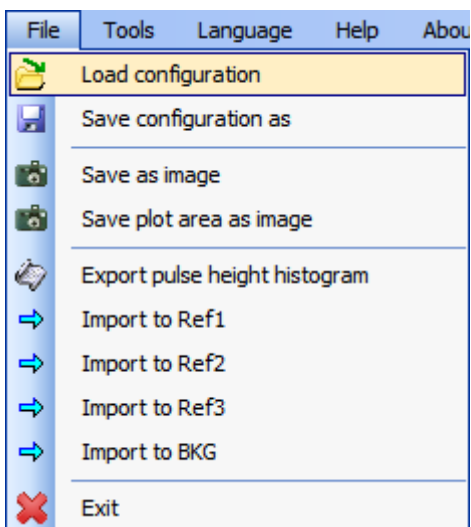 File Tools Language Help Abou
Load configuration
Save configuration as
Save as image
Save plot area as image
Export pulse height histogram
Import to Ref1
Import to Ref2
Import to Ref3
Import to BKG
Exit